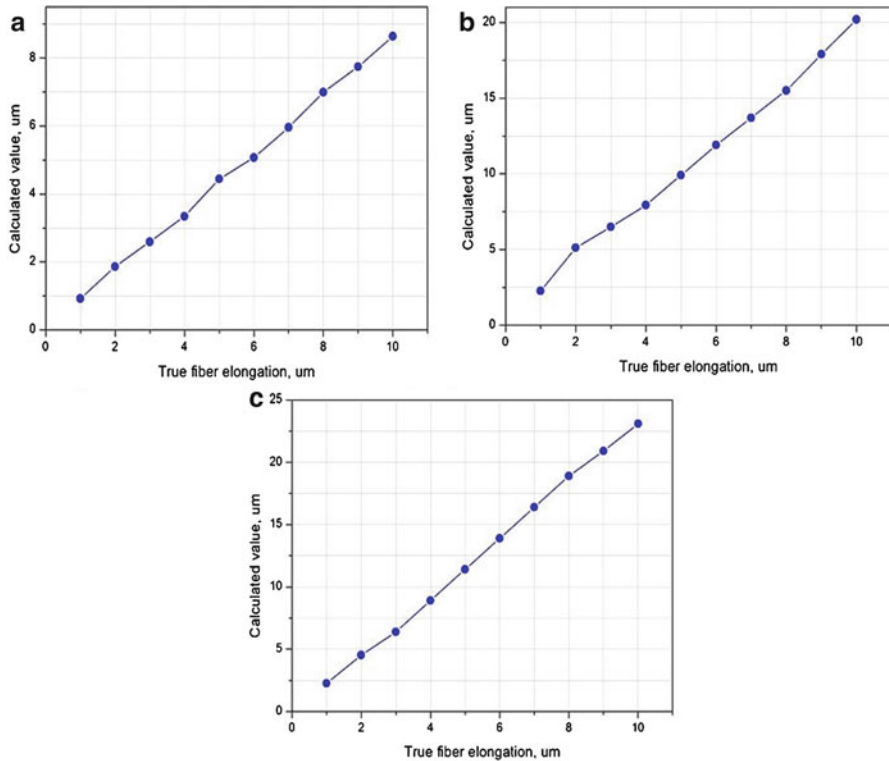 a
Calculated value, um
8
6
4
2
0
0 2 4 6 8 10
True fiber elongation, um
b
Calculated value, um
20
15
10
5
0
0 2 4 6 8 10
True fiber elongation, um
c
Calculated value, um
25
20
15
10
5
0
0 2 4 6 8 10
True fiber elongation, um